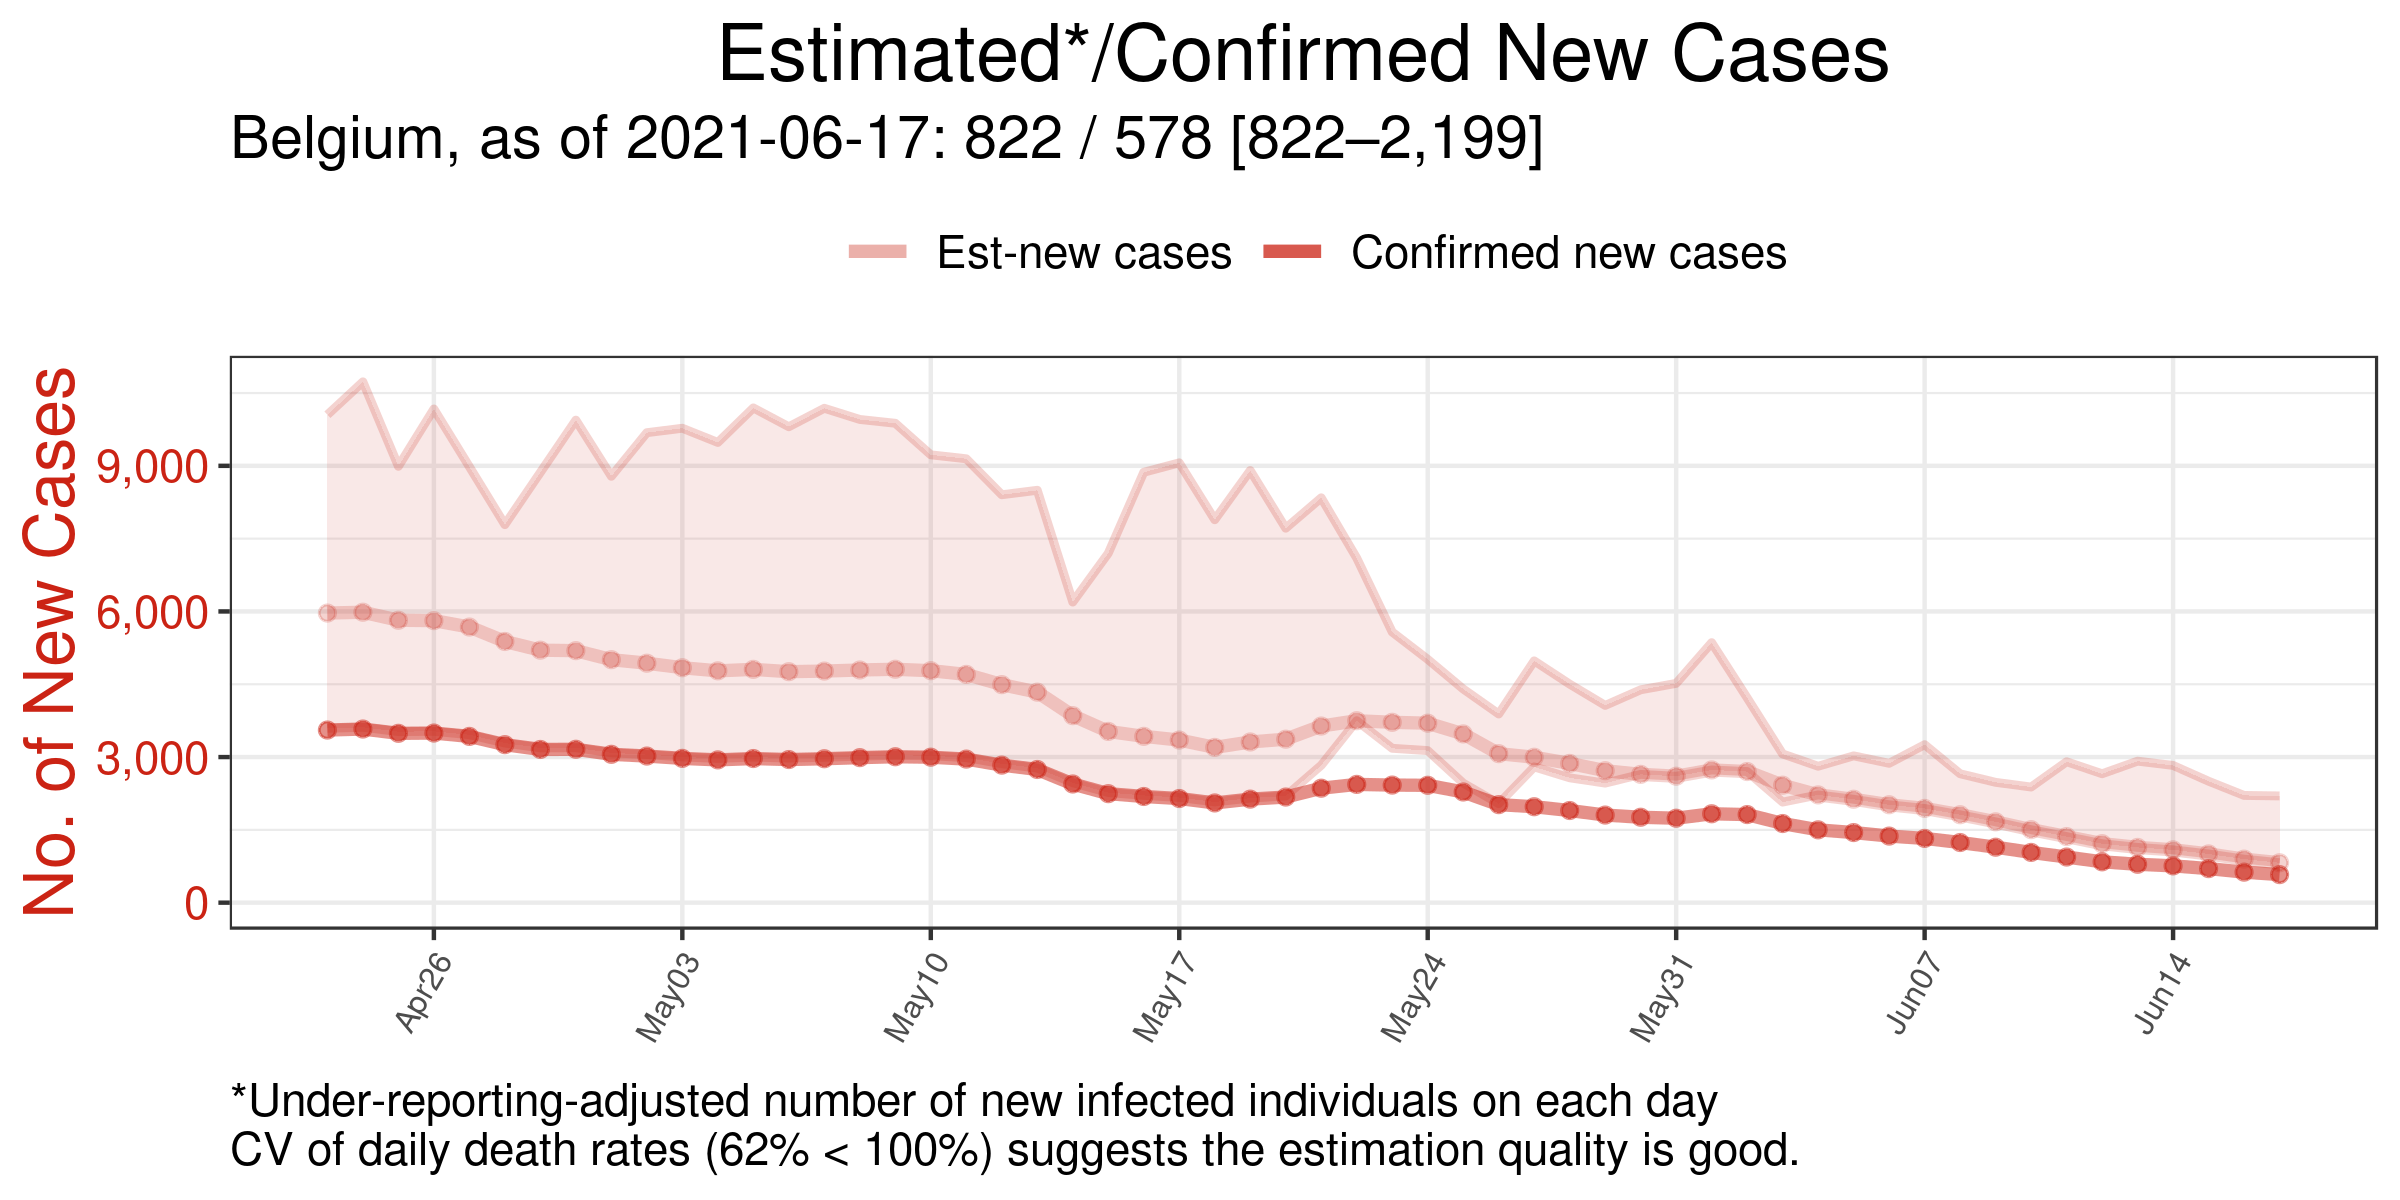 Estimated*/Confirmed New Cases
Belgium, as of 2021-06-17: 822 / 578 [822–2,199]
Est-new cases
Confirmed new cases
No. of New Cases
9,000
6,000
3,000
0
Apr26
May03
May10
May17
May24
May31
Jun07
Jun14
*Under-reporting-adjusted number of new infected individuals on each day
CV of daily death rates (62% < 100%) suggests the estimation quality is good.